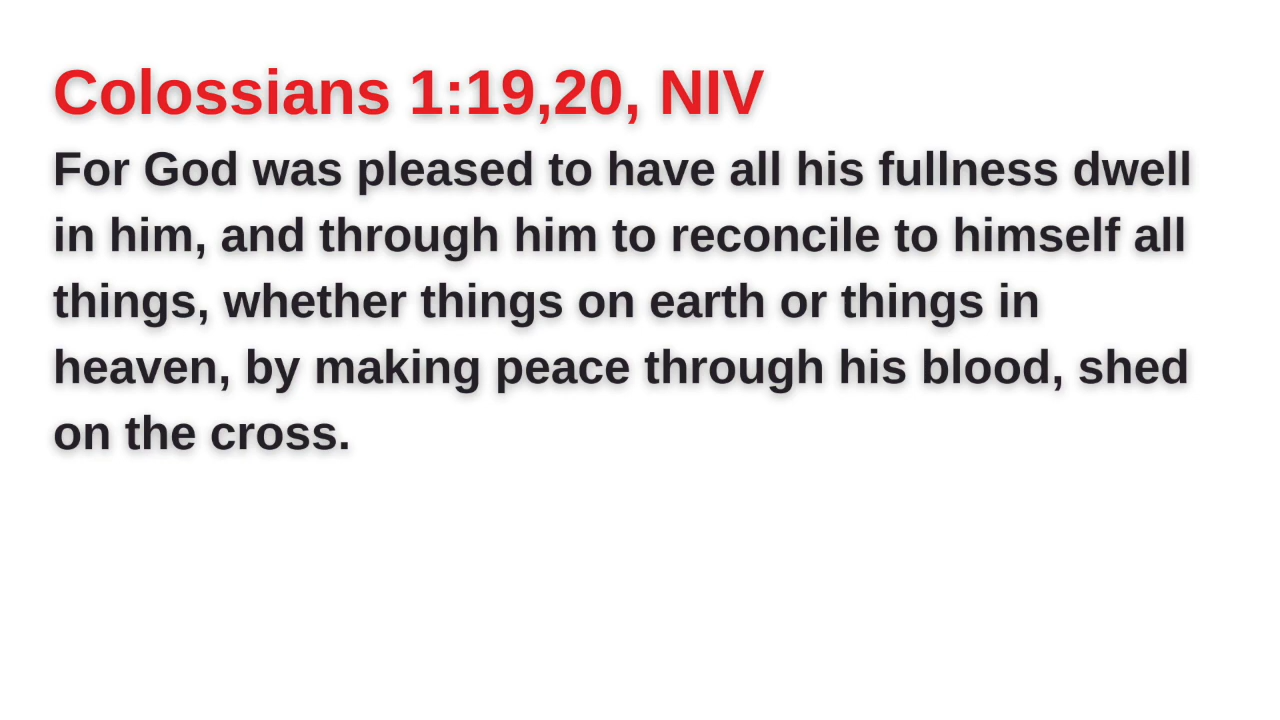 Colossians 1:19,20, NIV
For God was pleased to have all his fullness dwell
in him, and through him to reconcile to himself all
things, whether things on earth or things in
heaven, by making peace through his blood, shed
on the cross.